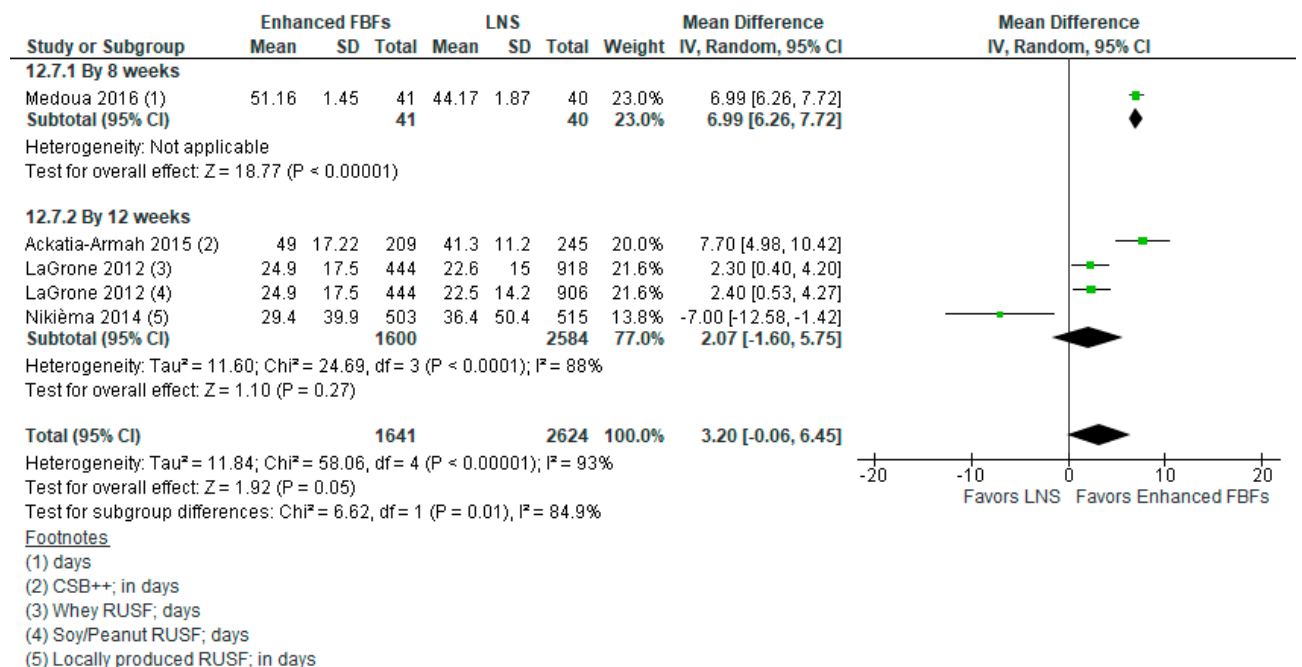 Enhanced FBFs LNS Mean Difference Mean Difference
Study or Subgroup Mean SD Total Mean SD Total Weight IV, Random, 95% CI IV, Random, 95% CI
12.7.1 By 8 weeks
Medoua 2016 (1) 51.16 1.45 41 44.17 1.87 40 23.0% 6.99 [6.26, 7.72]
Subtotal (95% CI) 41 40 23.0% 6.99 [6.26, 7.72]
Heterogeneity: Not applicable
Test for overall effect: Z = 18.77 (P < 0.00001)
12.7.2 By 12 weeks
Ackatia-Armah 2015 (2) 49 17.22 209 41.3 11.2 245 20.0% 7.70 [4.98, 10.42]
LaGrone 2012 (3) 24.9 17.5 444 22.6 15 918 21.6% 2.30 [0.40, 4.20]
LaGrone 2012 (4) 24.9 17.5 444 22.5 14.2 906 21.6% 2.40 [0.53, 4.27]
Nikièma 2014 (5) 29.4 39.9 503 36.4 50.4 515 13.8% -7.00 [-12.58, -1.42]
Subtotal (95% CI) 1600 2584 77.0% 2.07 [-1.60, 5.75]
Heterogeneity: Tau² = 11.60; Chi² = 24.69, df = 3 (P < 0.0001); I² = 88%
Test for overall effect: Z = 1.10 (P = 0.27)
Total (95% CI) 1641 2624 100.0% 3.20 [-0.06, 6.45]
Heterogeneity: Tau² = 11.84; Chi² = 58.06, df = 4 (P < 0.00001); I² = 93%
Test for overall effect: Z = 1.92 (P = 0.05)
Test for subgroup differences: Chi² = 6.62, df = 1 (P = 0.01), I² = 84.9%
-20 -10 0 10 20
Favors LNS Favors Enhanced FBFs
Footnotes
(1) days
(2) CSB++; in days
(3) Whey RUSF; days
(4) Soy/Peanut RUSF; days
(5) Locally produced RUSF; in days